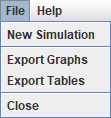 File Help
New Simulation
Export Graphs
Export Tables
Close